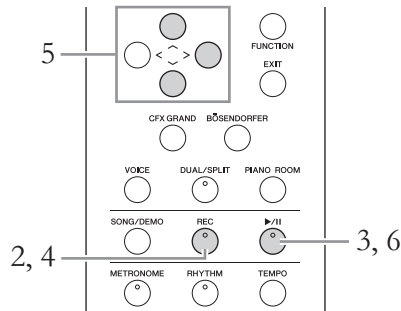 5
< >
FUNCTION
EXIT
CFX GRAND BÖSENDORFER
VOICE DUAL/SPLIT PIANO ROOM
SONG/DEMO REC ▶/II
2, 4
3, 6
METRONOME RHYTHM TEMPO